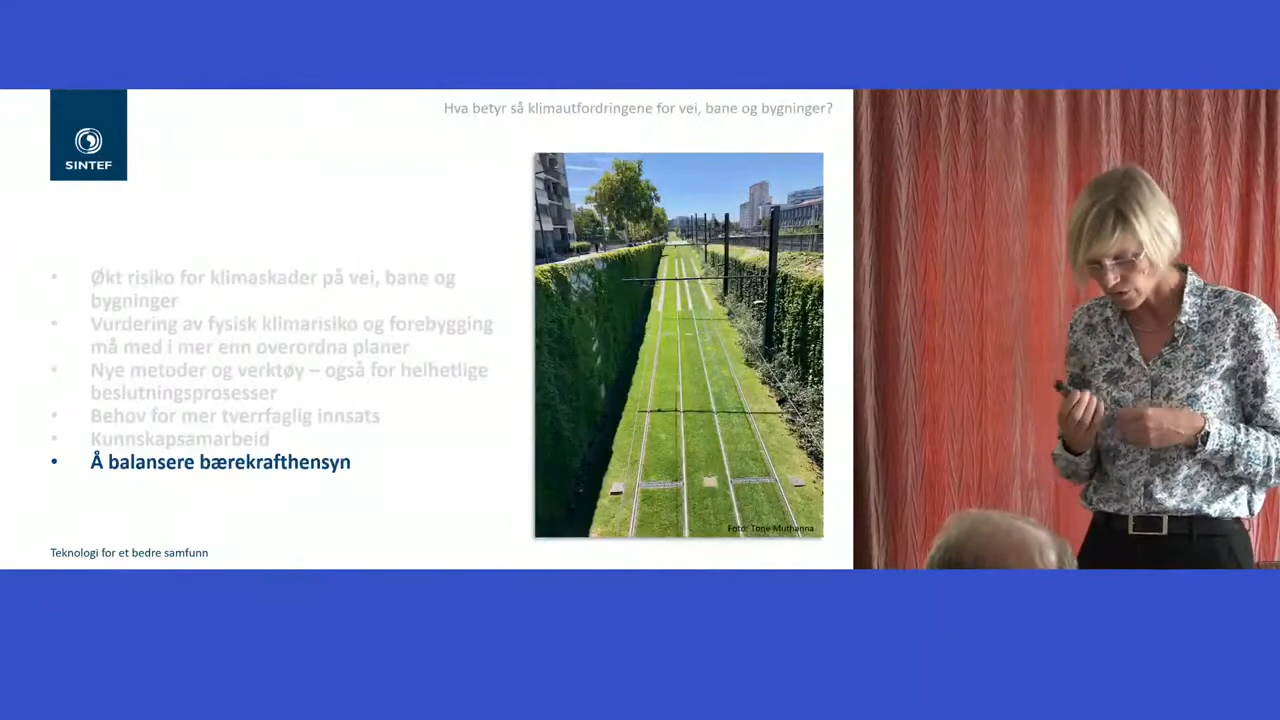 Hva betyr så klimautfordringene for vei, bane og bygninger?
SINTEF
• Økt risiko for klimaskader på vei, bane og
bygninger
• Vurdering av fysisk klimarisiko og forebygging
må med i mer enn overordna planer
• Nye metoder og verktøy – også for helhetlige
beslutningsprosesser
• Behov for mer tverrfaglig innsats
• Kunnskapsamarbeid
• Å balansere bærekrafthensyn
Foto: Tone Muthanna
Teknologi for et bedre samfunn